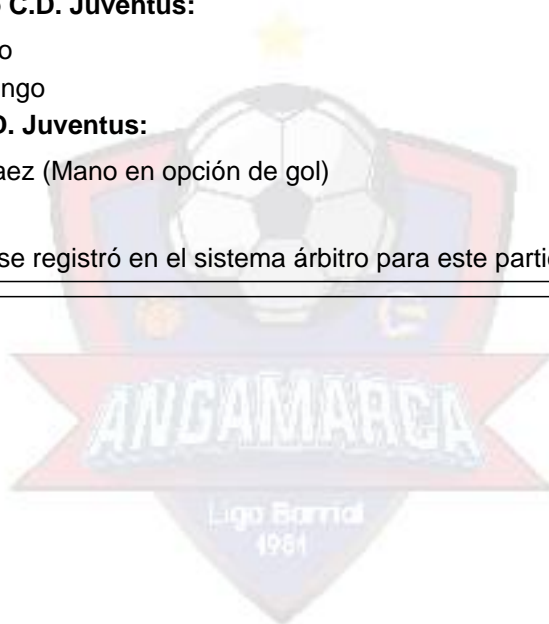 C.D. Juventus:
o
ngo
D. Juventus:
aez (Mano en opción de gol)
se registró en el sistema árbitro para este parti
ANGAMARCA
Liga Barrial
1981